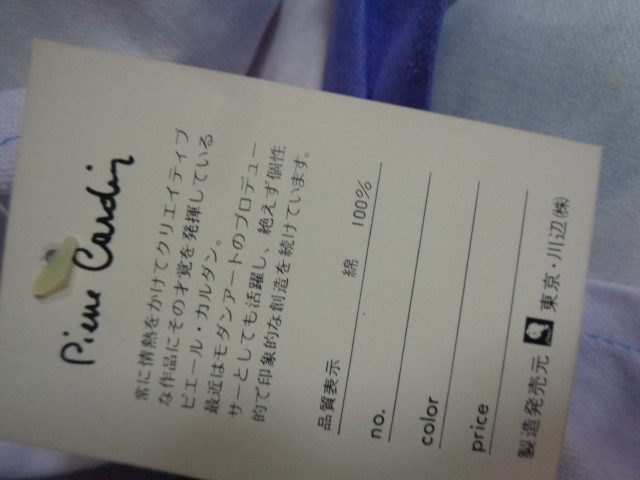 Pierre Cardin
常に情熱をかけてクリエイティブ
な作品にその才覚を発揮している
ピエール・カルダン。
最近はモダンアートのプロデュー
サーとしても活躍し、絶えず個性
的で印象的な創造を続けています。
品質表示 綿 100%
no.
color
price
製造発売元 東京・川辺㈱